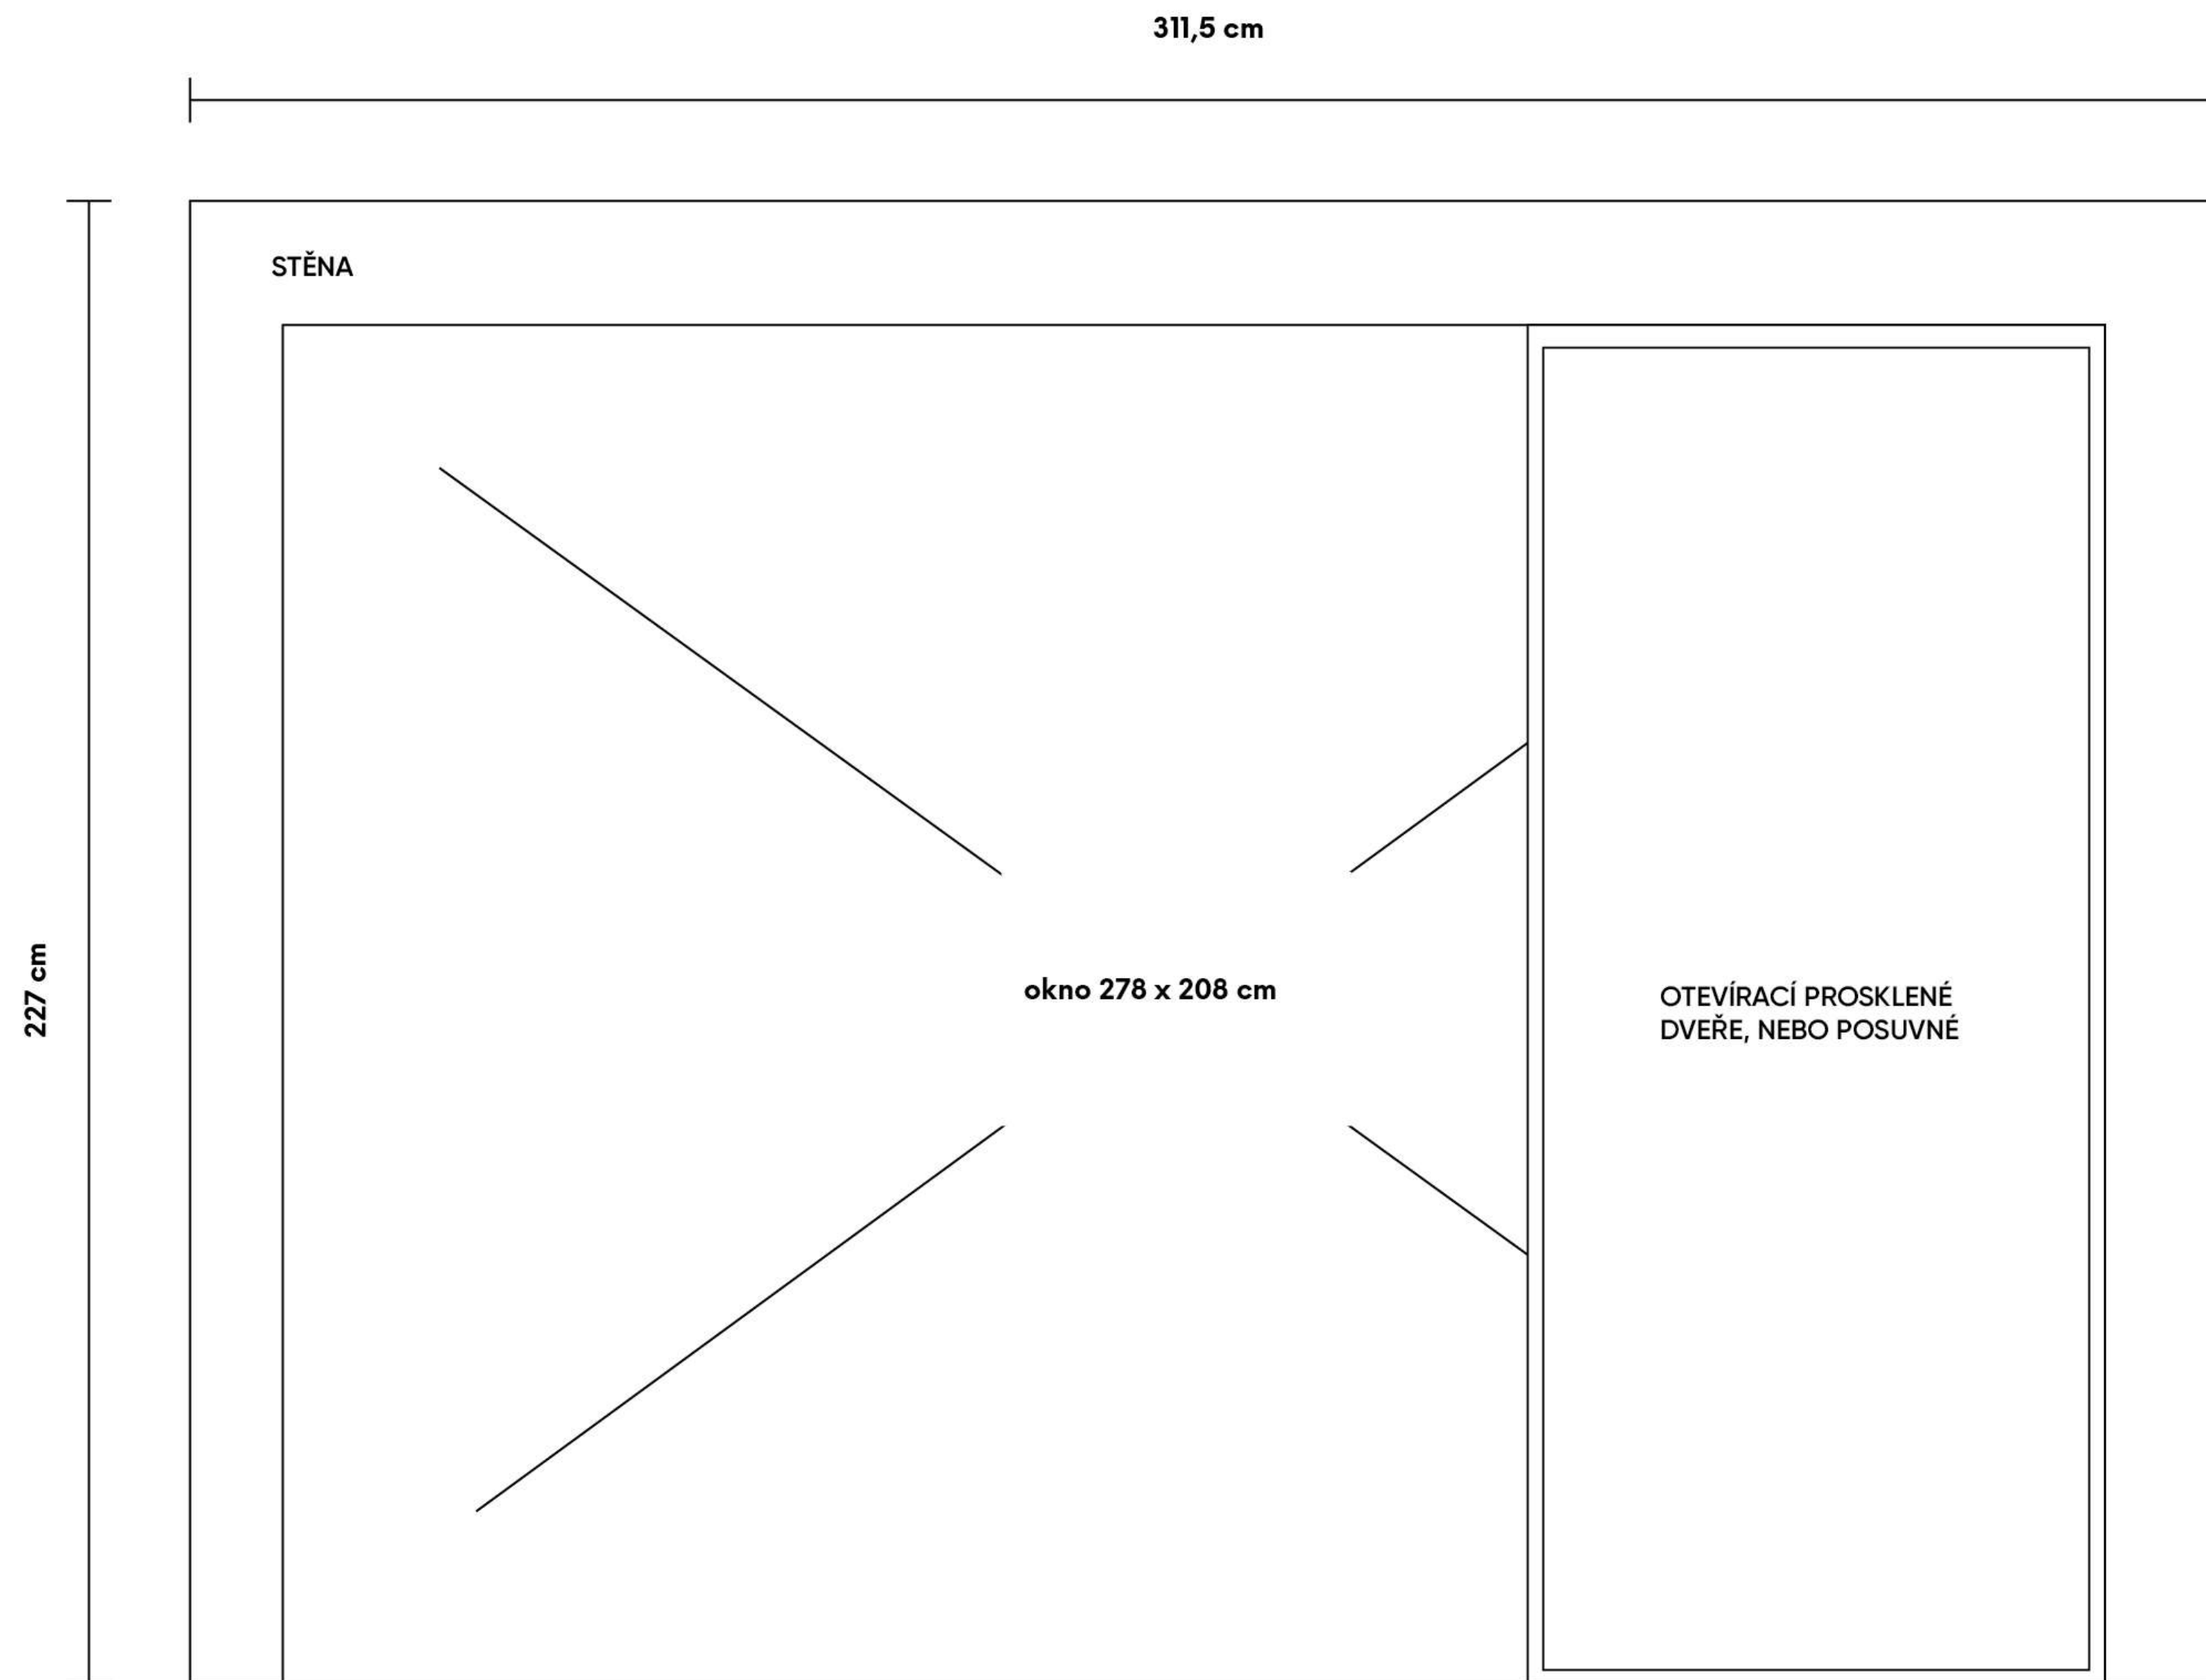 311,5 cm
STĚNA
227 cm
okno 278 x 208 cm
OTEVÍRACÍ PROSKLENÉ
DVEŘE, NEBO POSUVNÉ